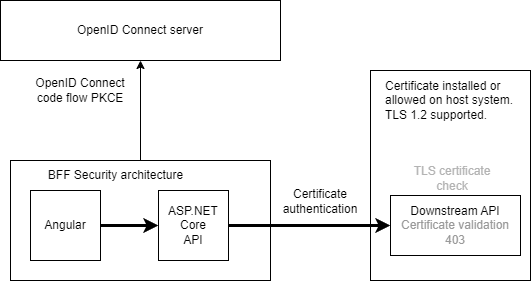 OpenID Connect server
OpenID Connect
code flow PKCE
Certificate installed or
allowed on host system.
TLS 1.2 supported.
BFF Security architecture
TLS certificate
check
Angular
ASP.NET
Core
API
Certificate
authentication
Downstream API
Certificate validation
403